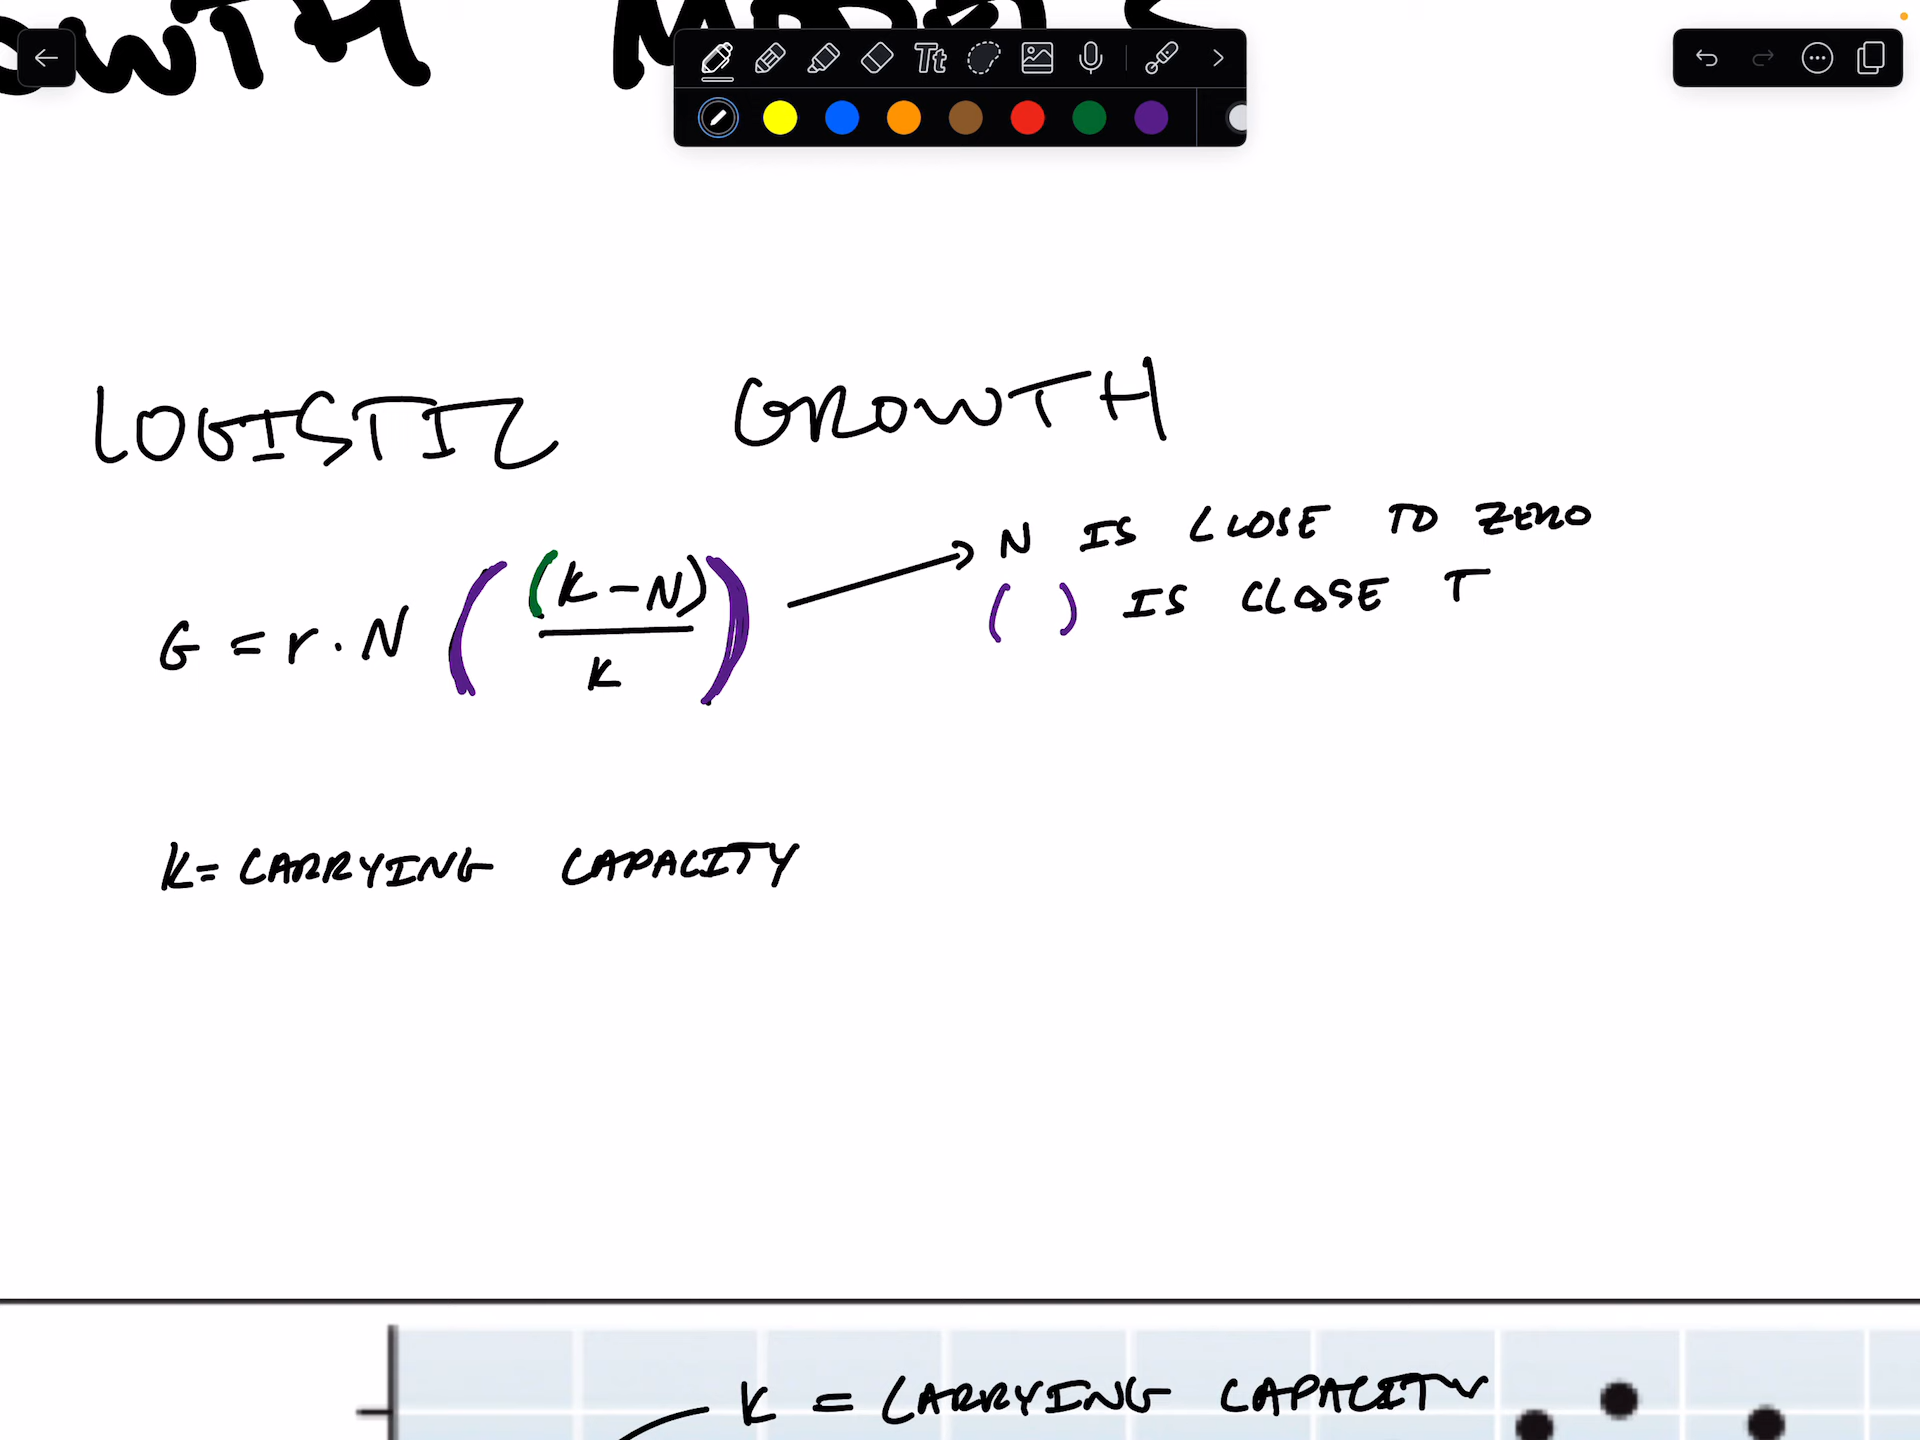 LOGISTIC GROWTH
G = r · N ( (K - N) / K ) → N IS CLOSE TO ZERO
( ) IS CLOSE T
K = CARRYING CAPACITY
K = CARRYING CAPACITY